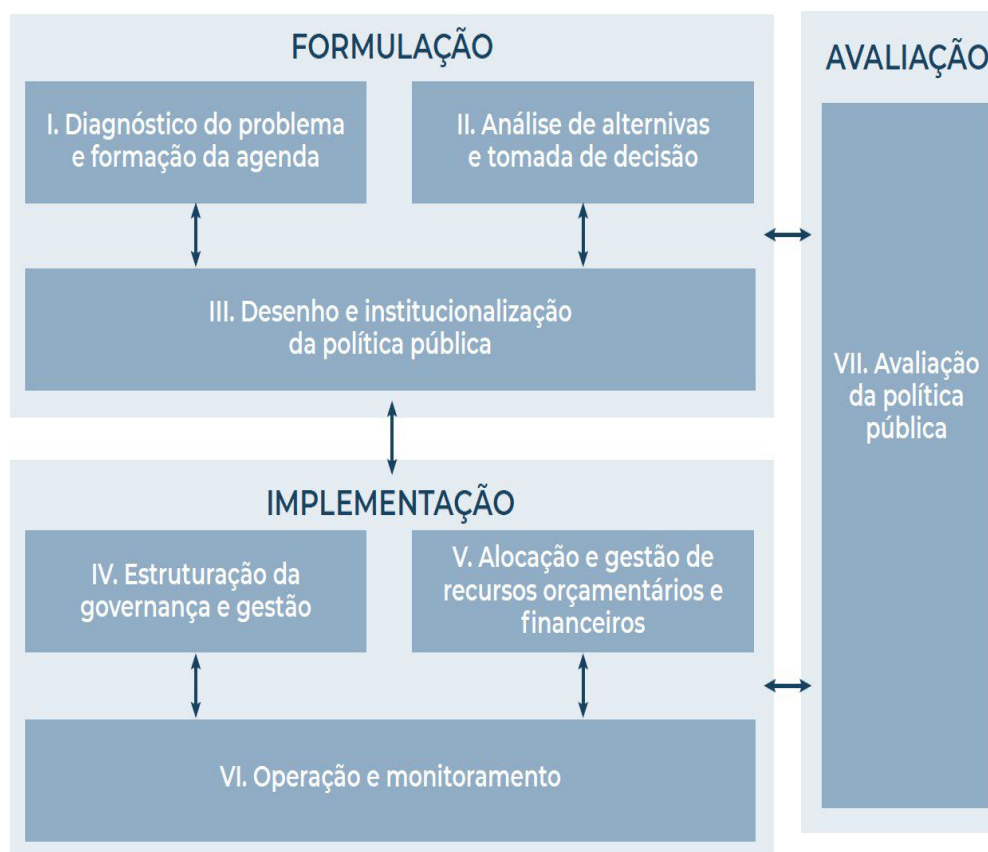 FORMULAÇÃO
I. Diagnóstico do problema
e formação da agenda
II. Análise de alternivas
e tomada de decisão
III. Desenho e institucionalização
da política pública
IMPLEMENTAÇÃO
IV. Estruturação da
governança e gestão
V. Alocação e gestão de
recursos orçamentários e
financeiros
VI. Operação e monitoramento
AVALIAÇÃO
VII. Avaliação
da política
pública